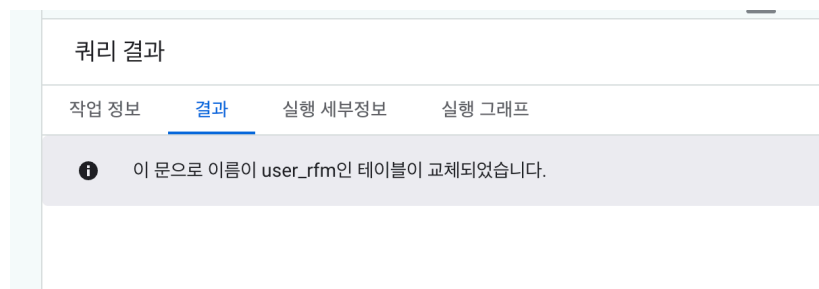 쿼리 결과
작업 정보 결과 실행 세부정보 실행 그래프
이 문으로 이름이 user_rfm인 테이블이 교체되었습니다.